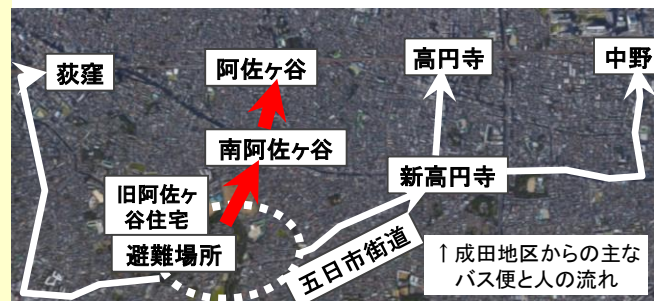 荻窪
阿佐ヶ谷
高円寺
中野
南阿佐ヶ谷
新高円寺
旧阿佐ヶ
谷住宅
避難場所
五日市街道
↑成田地区からの主な
バス便と人の流れ